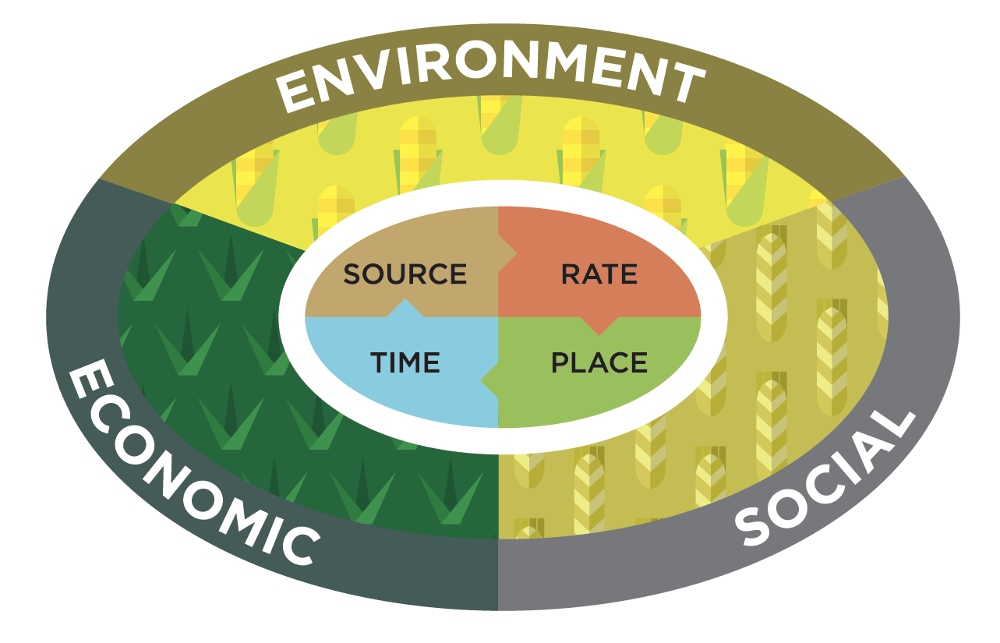 ENVIRONMENT
SOURCE
RATE
TIME
PLACE
ECONOMIC
SOCIAL